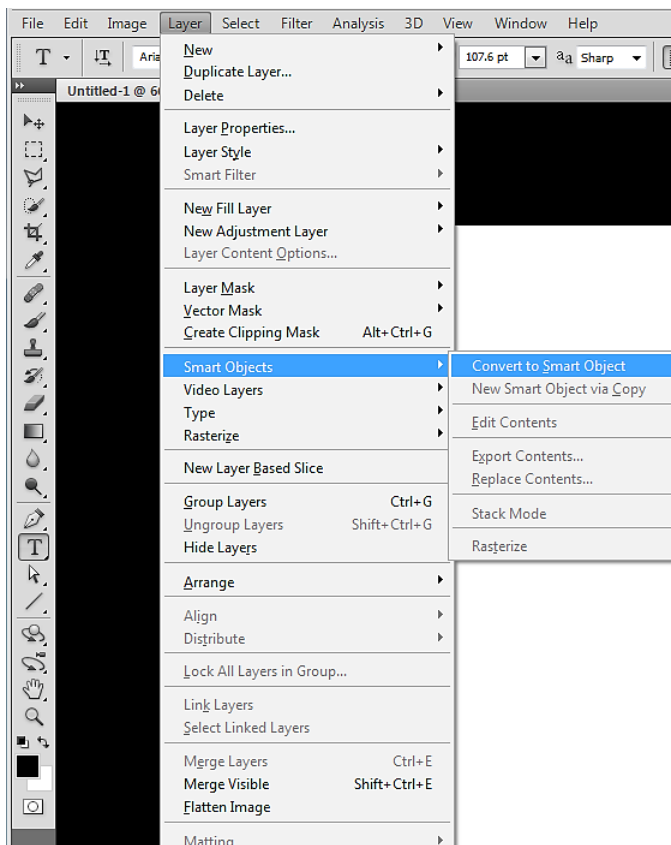 File Edit Image Layer Select Filter Analysis 3D View Window Help
T T Aria 107.6 pt aa Sharp
Untitled-1 @ 6
New
Duplicate Layer...
Delete
Layer Properties...
Layer Style
Smart Filter
New Fill Layer
New Adjustment Layer
Layer Content Options...
Layer Mask
Vector Mask
Create Clipping Mask Alt+Ctrl+G
Smart Objects
Convert to Smart Object
New Smart Object via Copy
Edit Contents
Export Contents...
Replace Contents...
Stack Mode
Rasterize
Video Layers
Type
Rasterize
New Layer Based Slice
Group Layers Ctrl+G
Ungroup Layers Shift+Ctrl+G
Hide Layers
Arrange
Align
Distribute
Lock All Layers in Group...
Link Layers
Select Linked Layers
Merge Layers Ctrl+E
Merge Visible Shift+Ctrl+E
Flatten Image
Matting
T